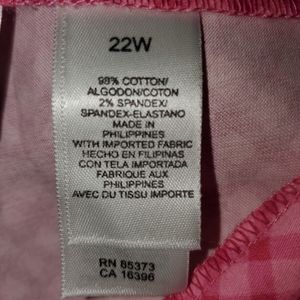 22W
98% COTTON/
ALGODON/COTON
2% SPANDEX/
SPANDEX-ELASTANO
MADE IN
PHILIPPINES
WITH IMPORTED FABRIC
HECHO EN FILIPINAS
CON TELA IMPORTADA
FABRIQUE AUX
PHILIPPINES
AVEC DU TISSU IMPORTE
RN 85373
CA 16396